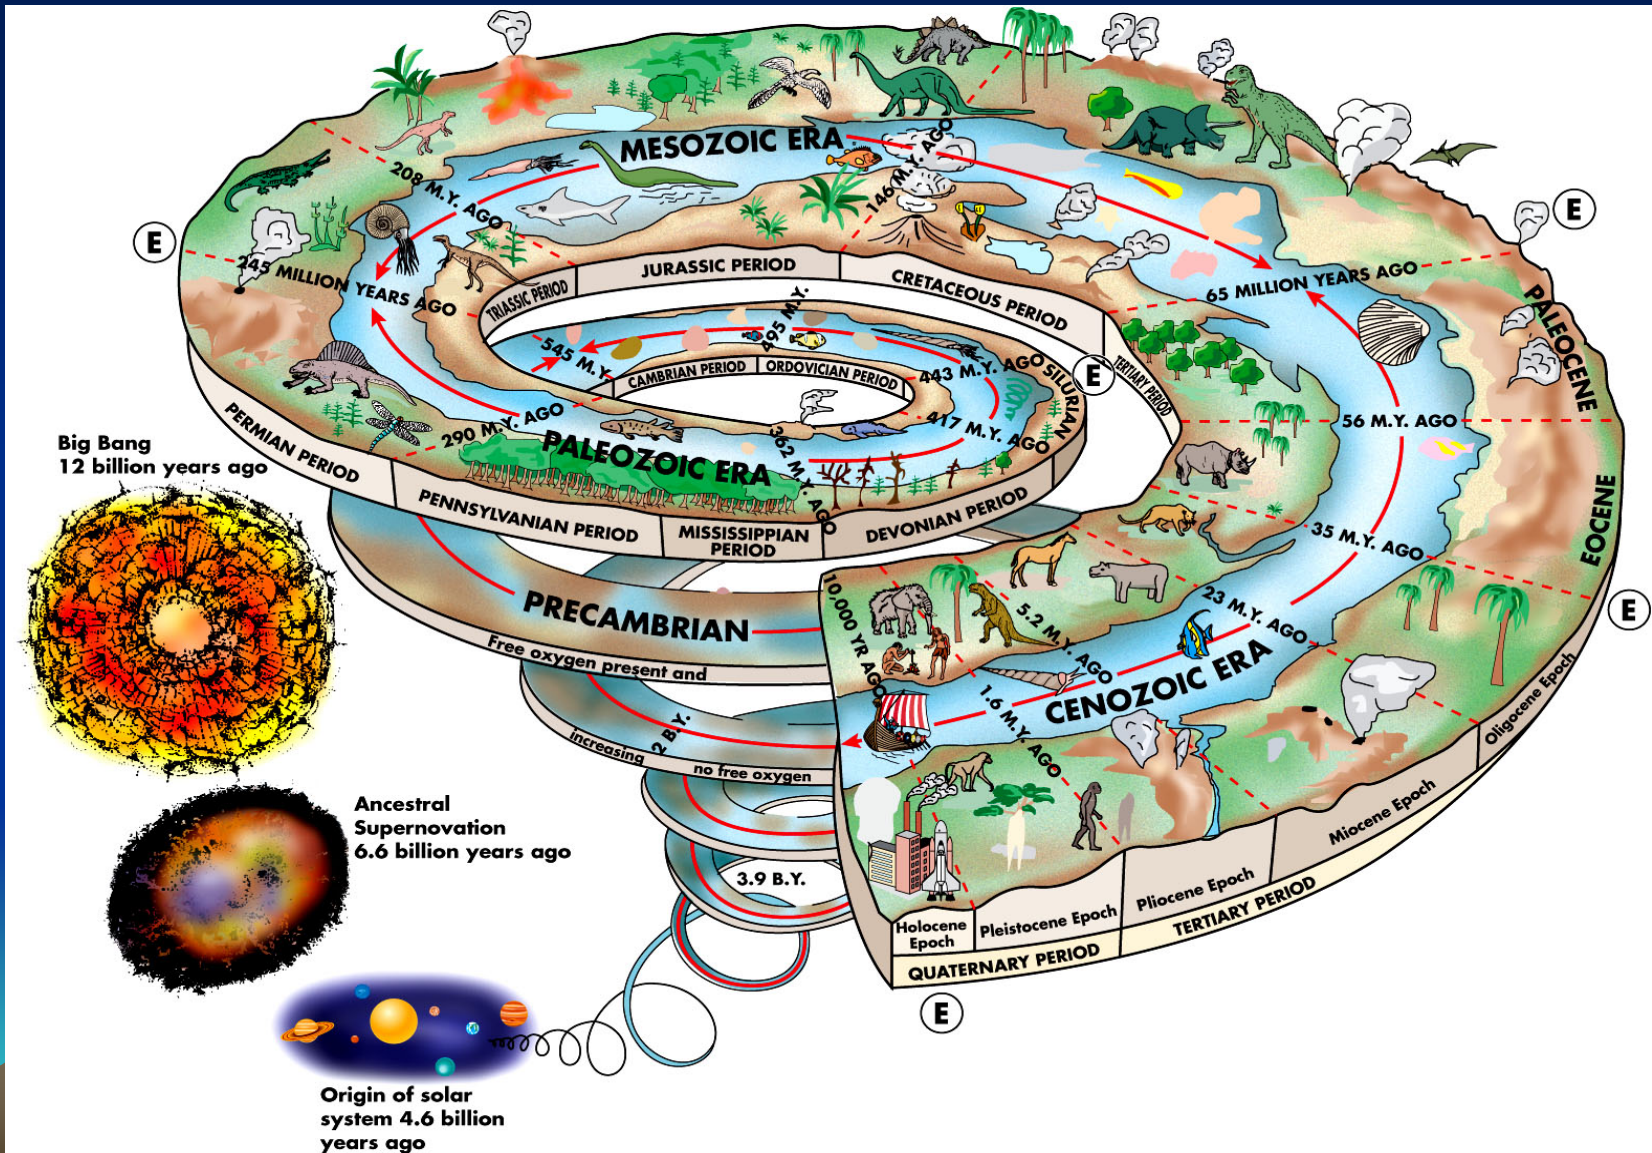 Big Bang
12 billion years ago
Ancestral
Supernovation
6.6 billion years ago
Origin of solar
system 4.6 billion
years ago
3.9 B.Y.
no free oxygen
2 B.Y.
increasing
Free oxygen present and
PRECAMBRIAN
545 M.Y.
CAMBRIAN PERIOD
495 M.Y.
ORDOVICIAN PERIOD
443 M.Y. AGO
SILURIAN
417 M.Y. AGO
DEVONIAN PERIOD
362 M.Y. AGO
MISSISSIPPIAN
PERIOD
PALEOZOIC ERA
PENNSYLVANIAN PERIOD
290 M.Y. AGO
PERMIAN PERIOD
245 MILLION YEARS AGO
E
TRIASSIC PERIOD
208 M.Y. AGO
MESOZOIC ERA
JURASSIC PERIOD
146 M.Y. AGO
CRETACEOUS PERIOD
65 MILLION YEARS AGO
E
E
TERTIARY PERIOD
PALEOCENE
56 M.Y. AGO
EOCENE
35 M.Y. AGO
E
Oligocene Epoch
23 M.Y. AGO
CENOZOIC ERA
Miocene Epoch
5.2 M.Y. AGO
Pliocene Epoch
TERTIARY PERIOD
1.6 M.Y. AGO
Pleistocene Epoch
10,000 YR AGO
Holocene
Epoch
QUATERNARY PERIOD
E